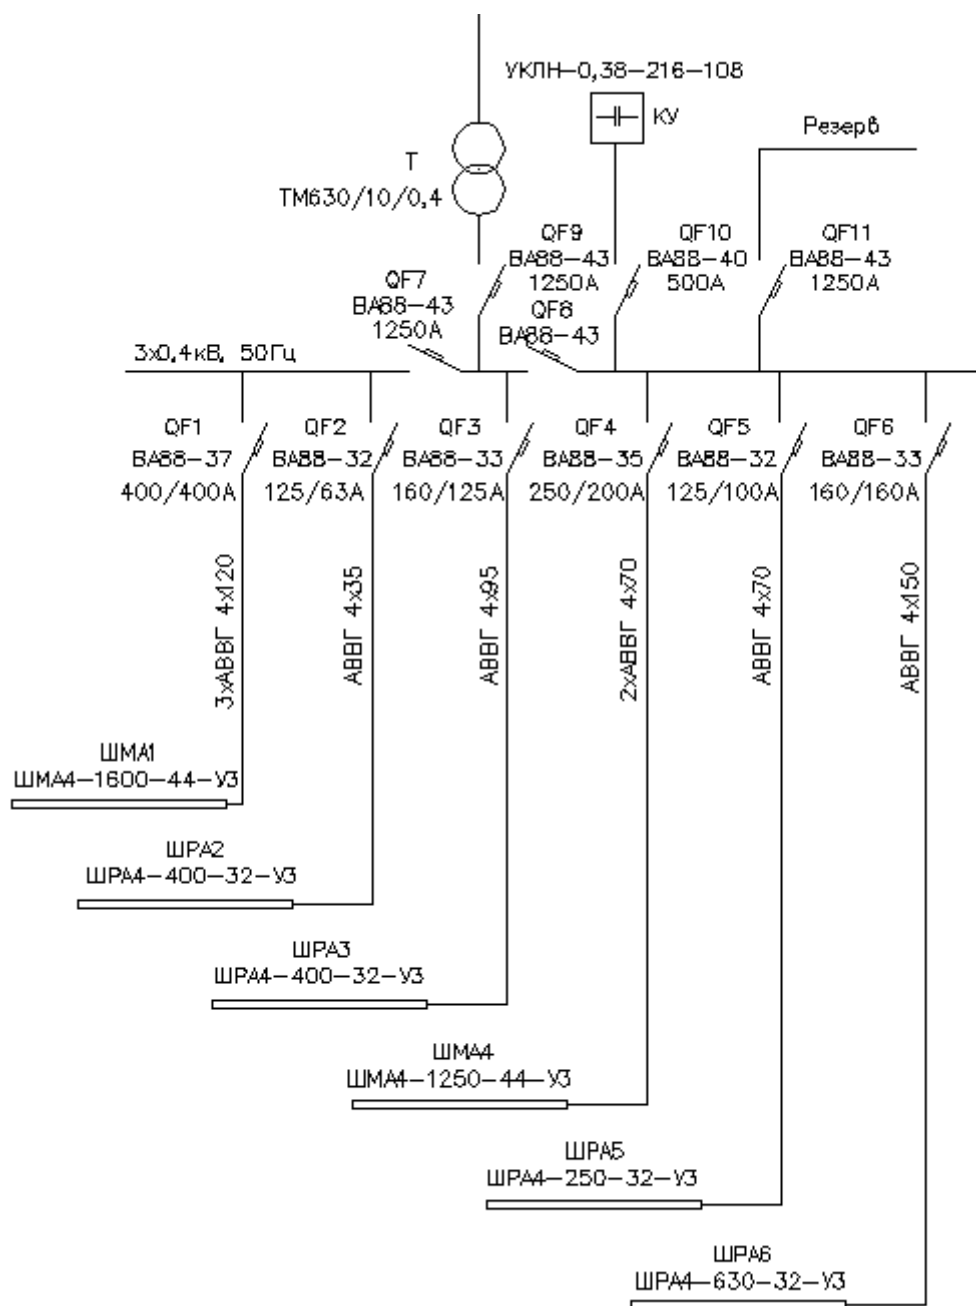 УКЛН-0,38-216-108
КУ
Резерв
Т
ТМ630/10/0,4
QF9
ВА88-43
1250А
QF10
ВА88-40
500А
QF11
ВА88-43
1250А
QF7
ВА88-43
1250А
QF8
ВА88-43
3х0,4кВ, 50Гц
QF1
ВА88-37
400/400А
QF2
ВА88-32
125/63А
QF3
ВА88-33
160/125А
QF4
ВА88-35
250/200А
QF5
ВА88-32
125/100А
QF6
ВА88-33
160/160А
3хАВВГ 4х120
АВВГ 4х35
АВВГ 4х95
2хАВВГ 4х70
АВВГ 4х70
АВВГ 4х150
ШМА1
ШМА4-1600-44-У3
ШРА2
ШРА4-400-32-У3
ШРА3
ШРА4-400-32-У3
ШМА4
ШМА4-1250-44-У3
ШРА5
ШРА4-250-32-У3
ШРА6
ШРА4-630-32-У3